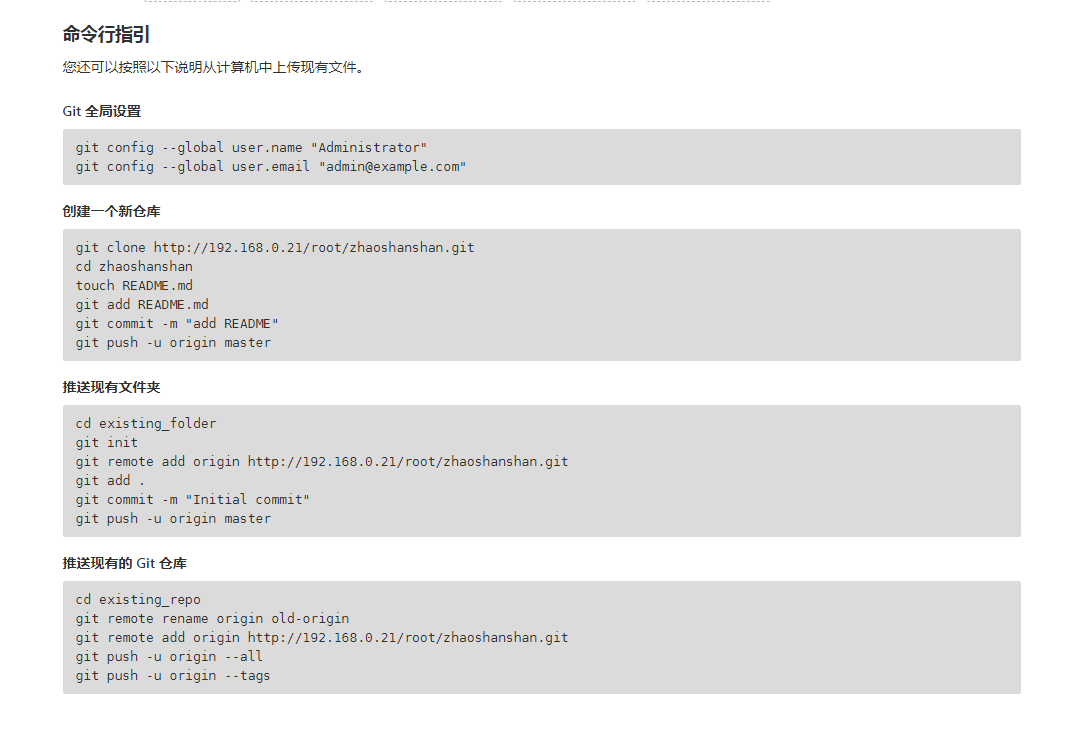 命令行指引
您还可以按照以下说明从计算机中上传现有文件。
Git 全局设置
git config --global user.name "Administrator"
git config --global user.email "admin@example.com"
创建一个新仓库
git clone http://192.168.0.21/root/zhaoshanshan.git
cd zhaoshanshan
touch README.md
git add README.md
git commit -m "add README"
git push -u origin master
推送现有文件夹
cd existing_folder
git init
git remote add origin http://192.168.0.21/root/zhaoshanshan.git
git add .
git commit -m "Initial commit"
git push -u origin master
推送现有的 Git 仓库
cd existing_repo
git remote rename origin old-origin
git remote add origin http://192.168.0.21/root/zhaoshanshan.git
git push -u origin --all
git push -u origin --tags